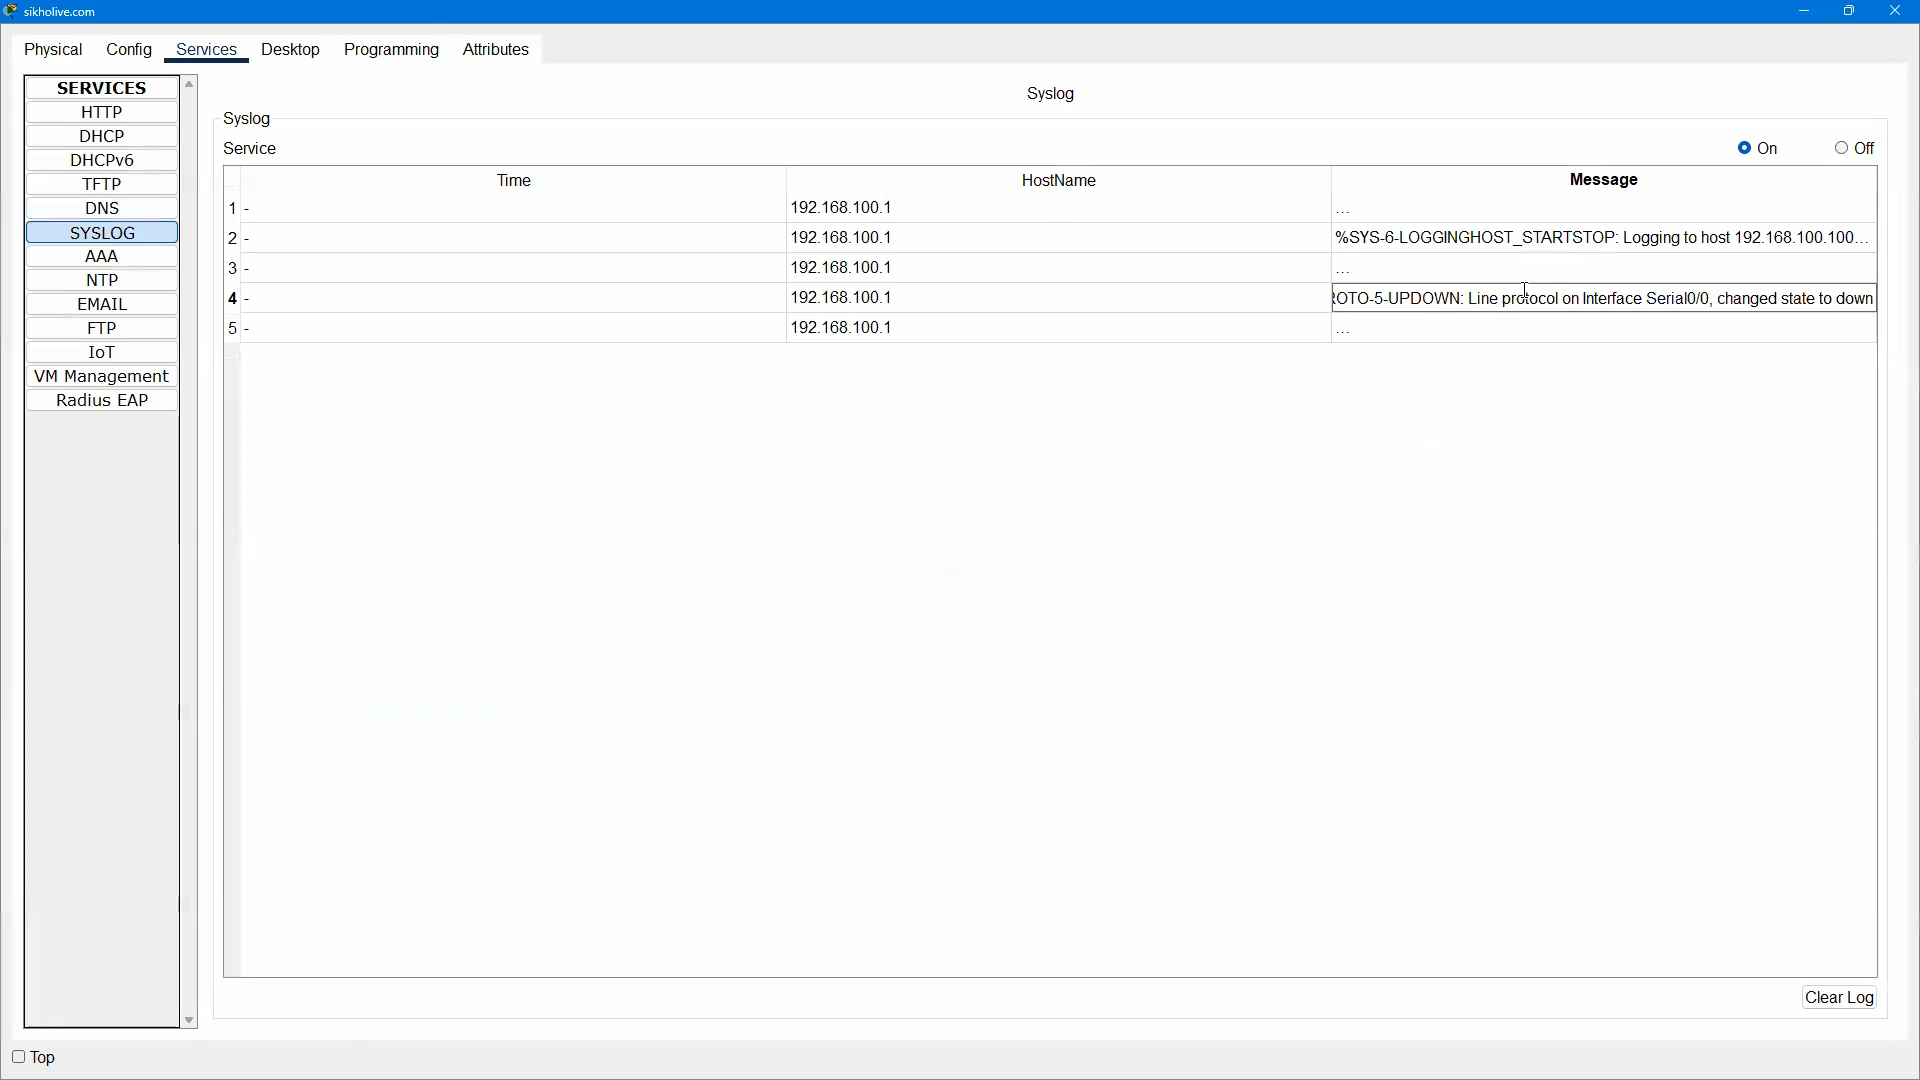 sikholive.com
Physical Config Services Desktop Programming Attributes
SERVICES
HTTP
DHCP
DHCPv6
TFTP
DNS
SYSLOG
AAA
NTP
EMAIL
FTP
IoT
VM Management
Radius EAP
Syslog
Syslog
Service On Off
Time HostName Message
1 - 192.168.100.1 ...
2 - 192.168.100.1 %SYS-6-LOGGINGHOST_STARTSTOP: Logging to host 192.168.100.100...
3 - 192.168.100.1 ...
4 - 192.168.100.1 ROTO-5-UPDOWN: Line protocol on Interface Serial0/0, changed state to down
5 - 192.168.100.1 ...
Clear Log
Top